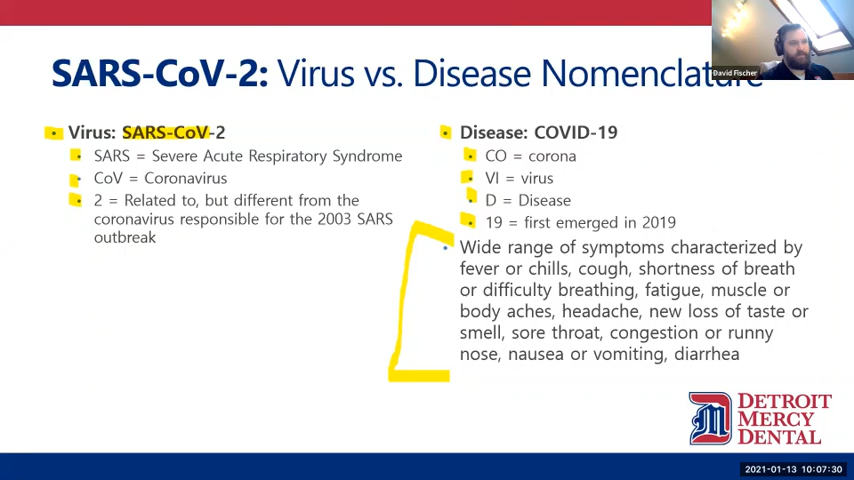 SARS-CoV-2: Virus vs. Disease Nomenclature
David Fischer
• Virus: SARS-CoV-2
• SARS = Severe Acute Respiratory Syndrome
• CoV = Coronavirus
• 2 = Related to, but different from the
coronavirus responsible for the 2003 SARS
outbreak
• Disease: COVID-19
• CO = corona
• VI = virus
• D = Disease
• 19 = first emerged in 2019
• Wide range of symptoms characterized by
fever or chills, cough, shortness of breath
or difficulty breathing, fatigue, muscle or
body aches, headache, new loss of taste or
smell, sore throat, congestion or runny
nose, nausea or vomiting, diarrhea
DETROIT
MERCY
DENTAL
2021-01-13 10:07:30